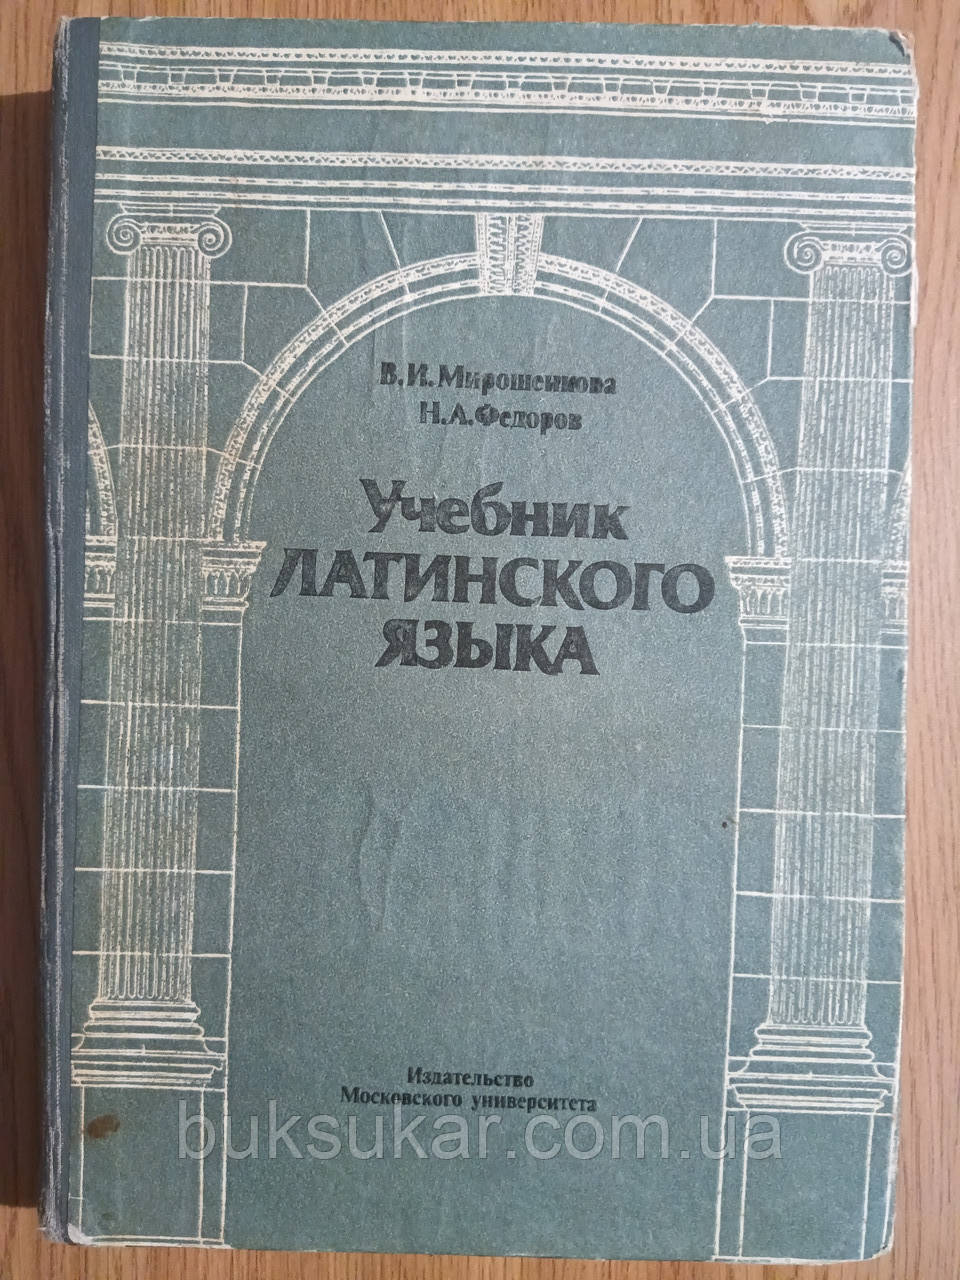 В.И.Мирошенкова
Н.А.Федоров
Учебник
ЛАТИНСКОГО
ЯЗЫКА
Издательство
Московского университета
buksukar.com.ua